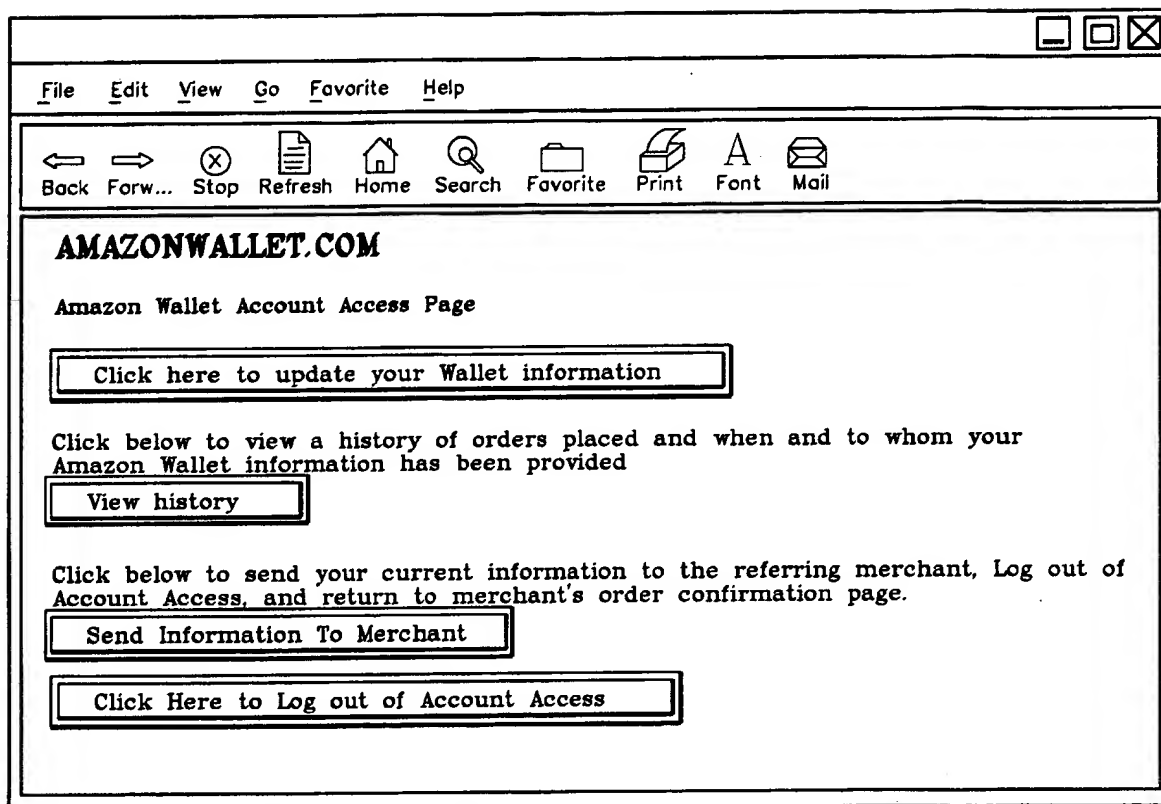 File Edit View Go Favorite Help
Back Forw... Stop Refresh Home Search Favorite Print Font Mail
AMAZONWALLET.COM
Amazon Wallet Account Access Page
Click here to update your Wallet information
Click below to view a history of orders placed and when and to whom your
Amazon Wallet information has been provided
View history
Click below to send your current information to the referring merchant, Log out of
Account Access, and return to merchant's order confirmation page.
Send Information To Merchant
Click Here to Log out of Account Access